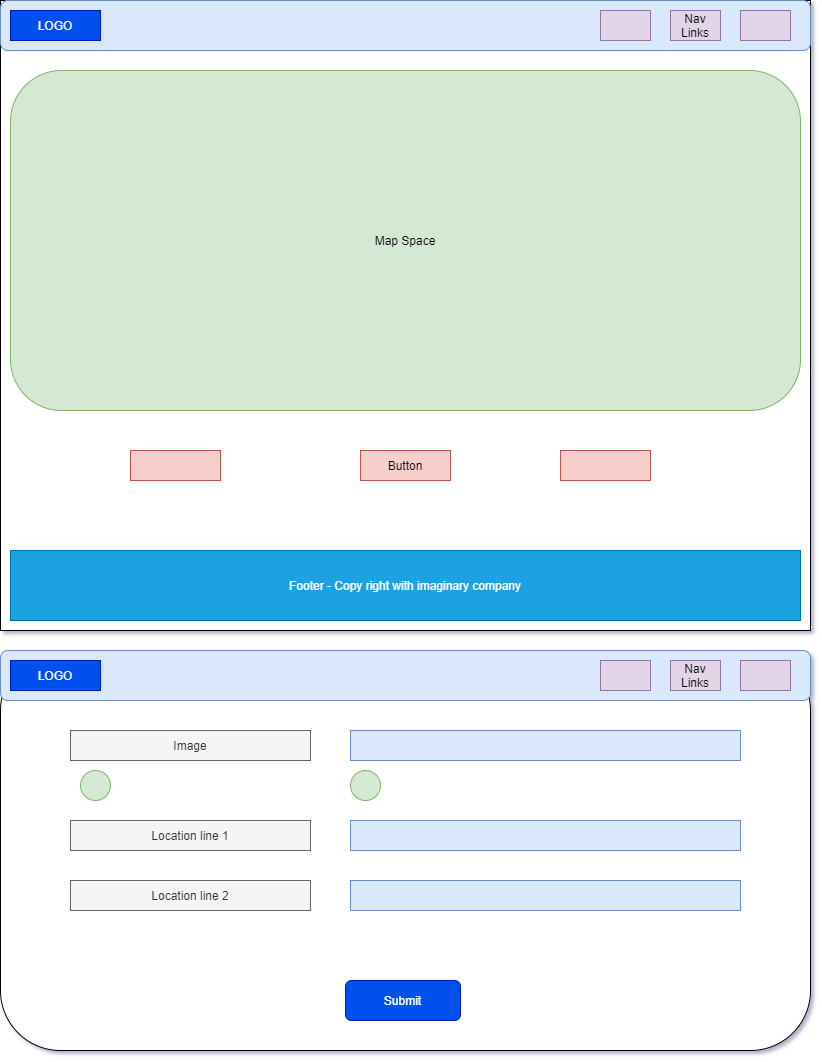 LOGO
Nav
Links
Map Space
Button
Footer - Copy right with imaginary company
LOGO
Nav
Links
Image
Location line 1
Location line 2
Submit